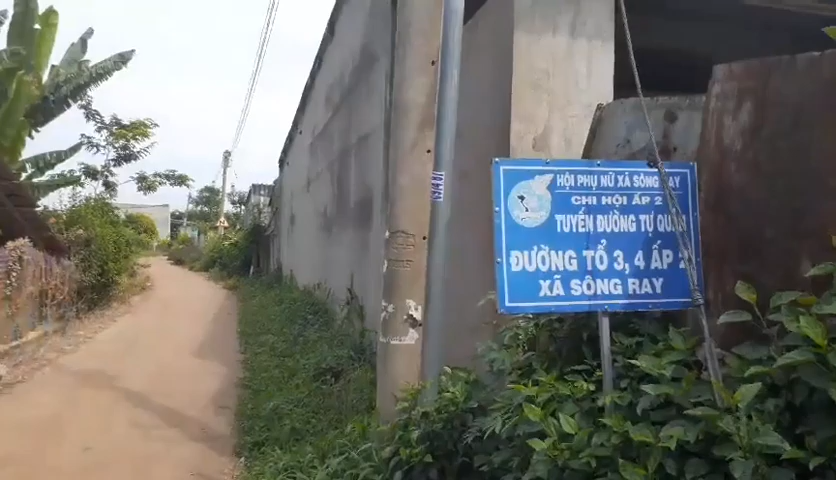 HỘI PHỤ NỮ XÃ SÔNG RAY
CHI HỘI ẤP 2
TUYẾN ĐƯỜNG TỰ QUẢN
ĐƯỜNG TỔ 3, 4 ẤP 2
XÃ SÔNG RAY